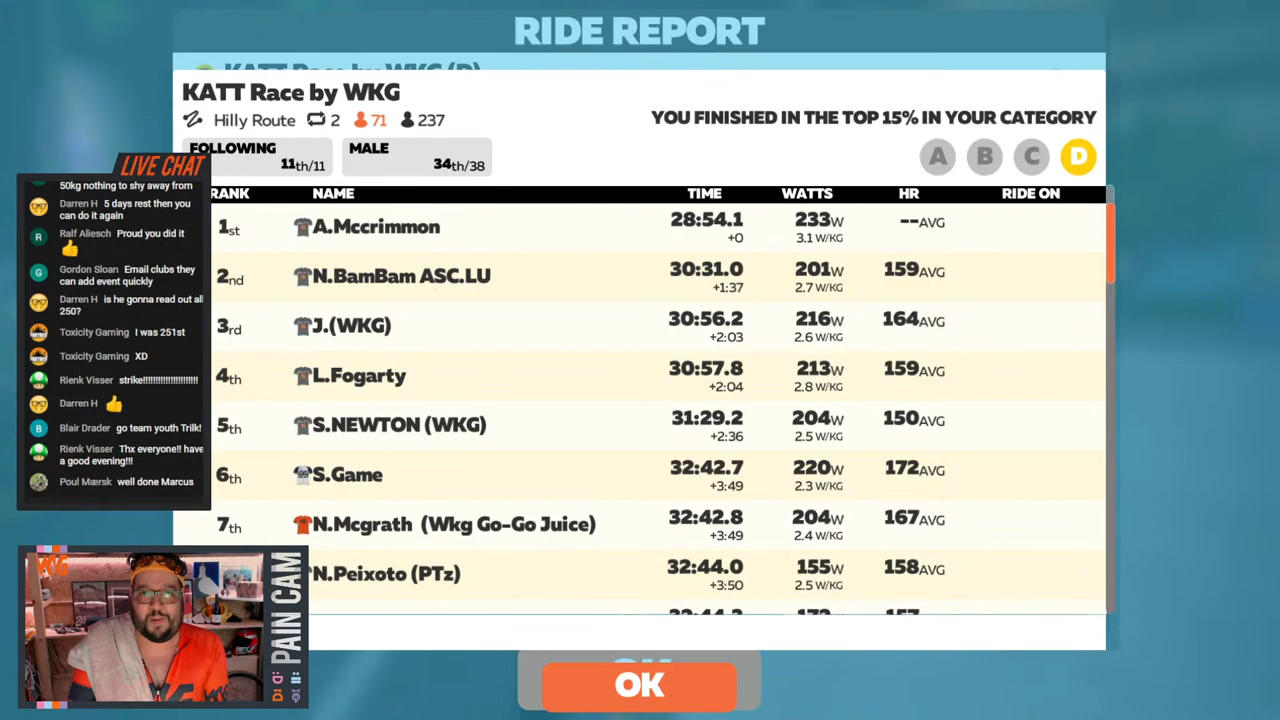 RIDE REPORT
KATT Race by WKG (D)
KATT Race by WKG
Hilly Route 2 71 237
YOU FINISHED IN THE TOP 15% IN YOUR CATEGORY
FOLLOWING 11th/11 MALE 34th/38
A B C D
RANK NAME TIME WATTS HR RIDE ON
1st A.Mccrimmon 28:54.1 233W --AVG
+0 3.1 W/KG
2nd N.BamBam ASC.LU 30:31.0 201W 159AVG
+1:37 2.7 W/KG
3rd J.(WKG) 30:56.2 216W 164AVG
+2:03 2.6 W/KG
4th L.Fogarty 30:57.8 213W 159AVG
+2:04 2.8 W/KG
5th S.NEWTON (WKG) 31:29.2 204W 150AVG
+2:36 2.5 W/KG
6th S.Game 32:42.7 220W 172AVG
+3:49 2.3 W/KG
7th N.Mcgrath (Wkg Go-Go Juice) 32:42.8 204W 167AVG
+3:49 2.4 W/KG
N.Peixoto (PTz) 32:44.0 155W 158AVG
+3:50 2.5 W/KG
OK
LIVE CHAT
50kg nothing to shy away from
Darren H 5 days rest then you
can do it again
R Ralf Aliesch Proud you did it
👍
G Gordon Sloan Email clubs they
can add event quickly
Darren H is he gonna read out all
250?
Toxicity Gaming I was 251st
Toxicity Gaming XD
Rienk Visser strike!!!!!!!!!!!!!!!!!!!!!!
Darren H 👍
B Blair Drader go team youth Trilk!
Rienk Visser Thx everyone!! have
a good evening!!!
Poul Mærsk well done Marcus
WKG
PAIN CAM